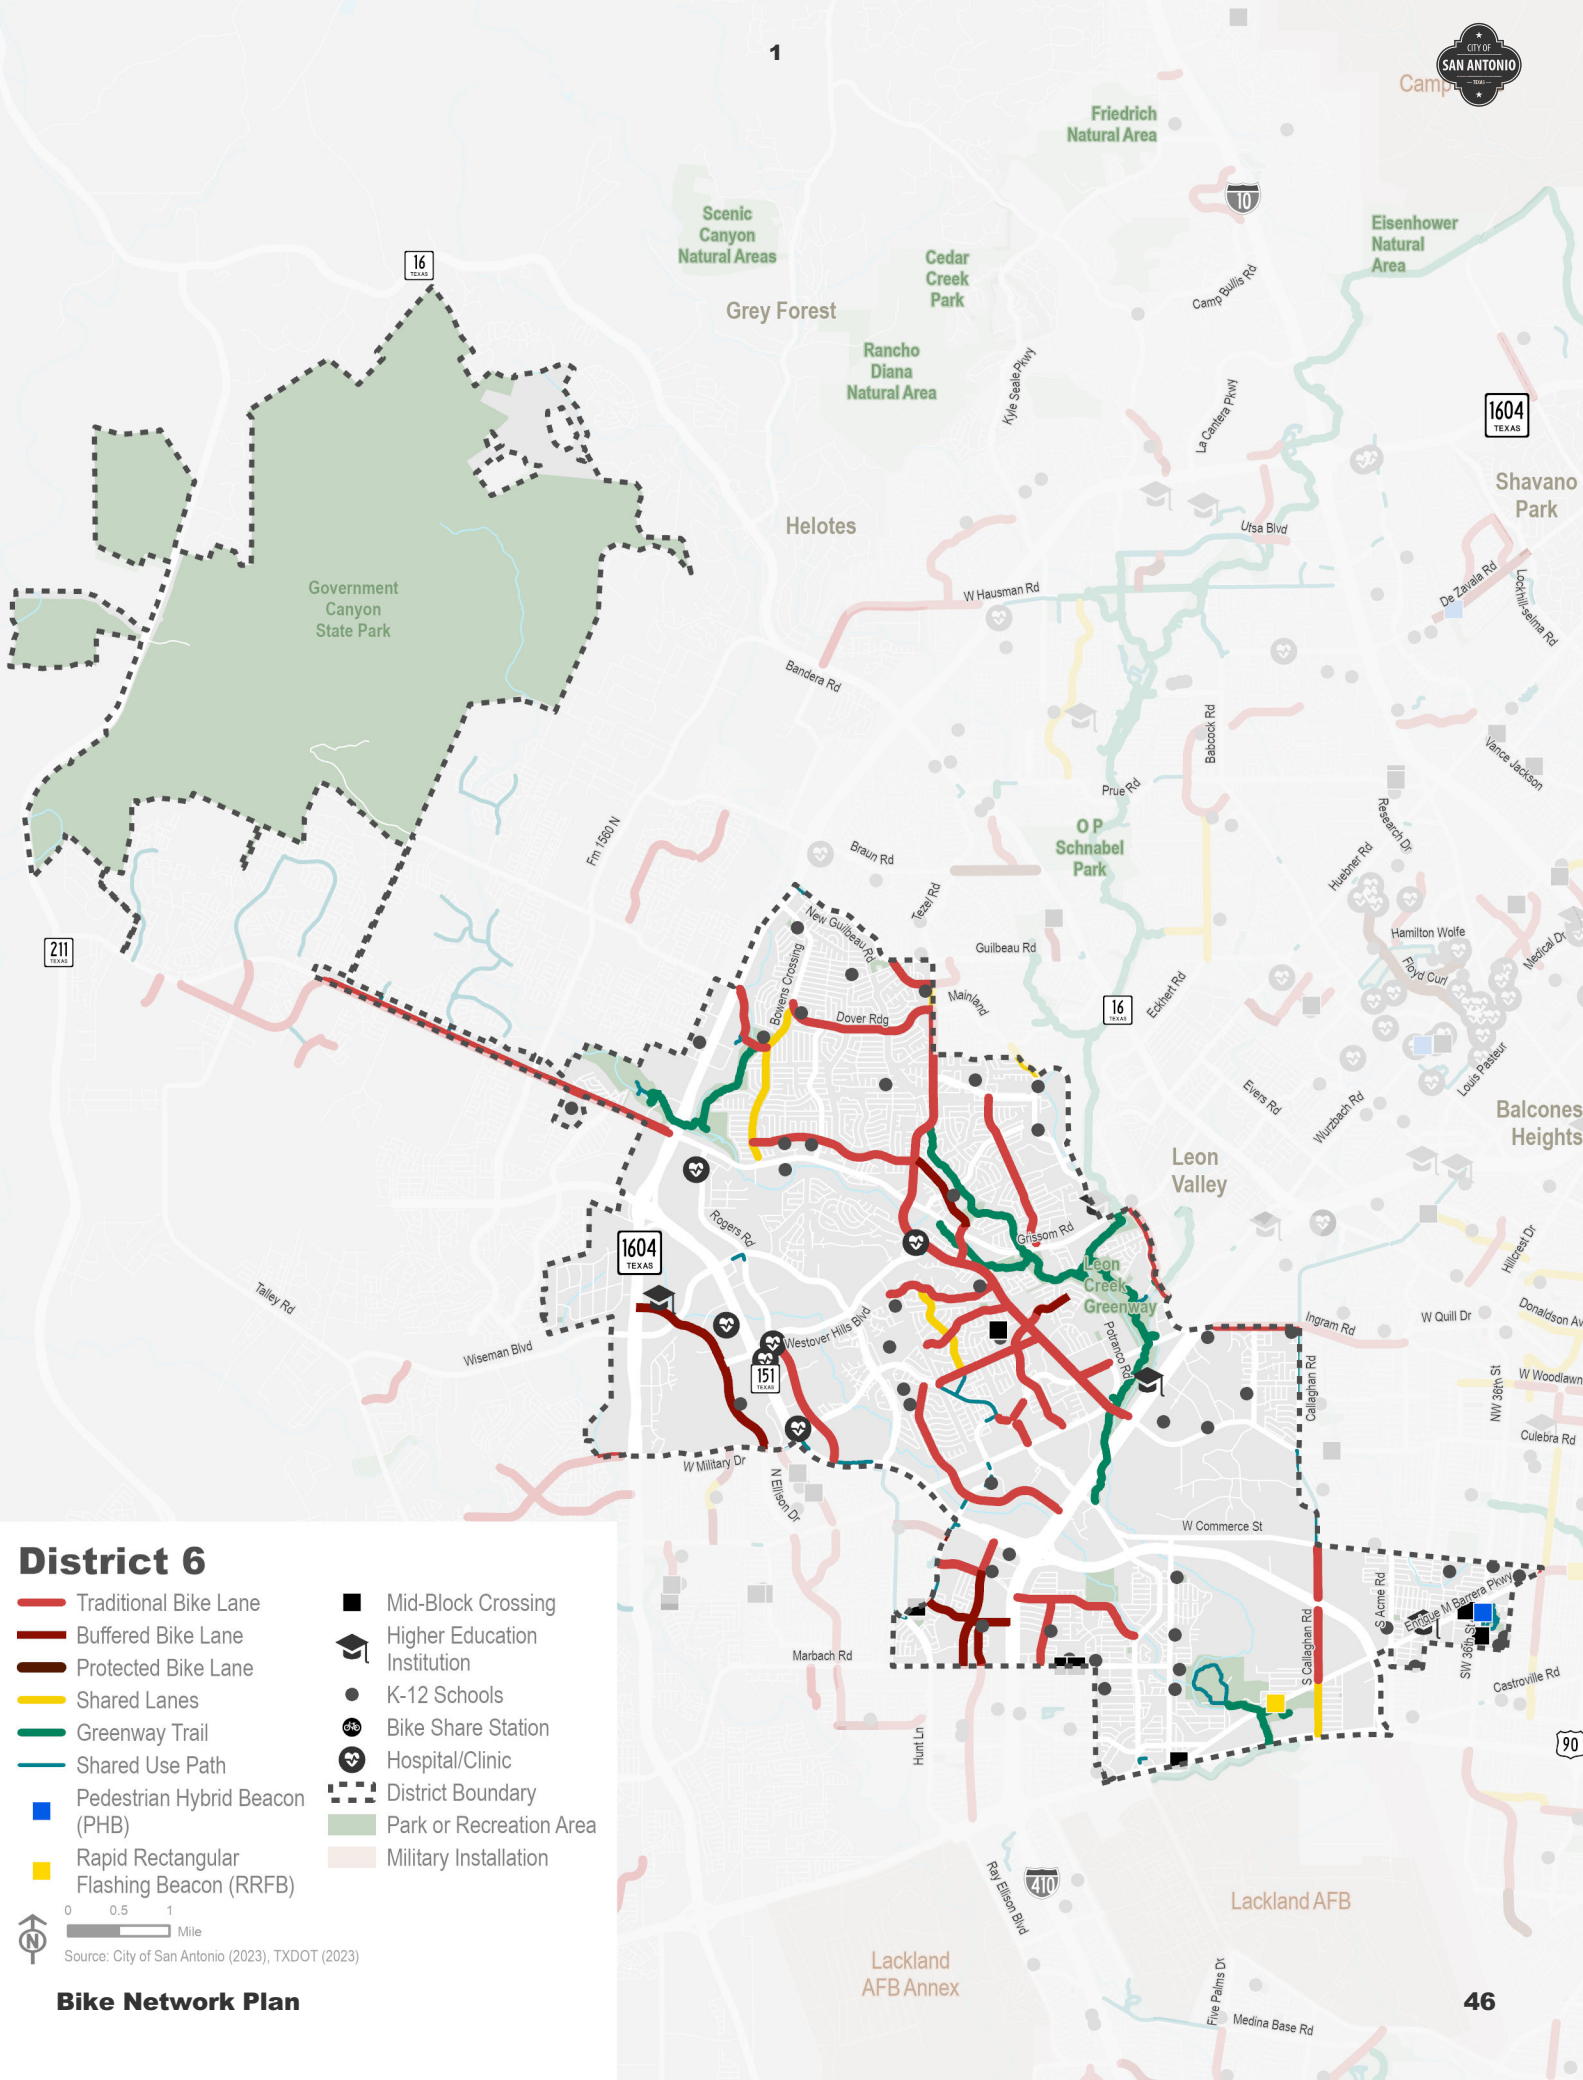 1
CITY OF
SAN ANTONIO
TEXAS
Camp
Friedrich
Natural Area
10
Scenic
Canyon
Natural Areas
Eisenhower
Natural
Area
16
TEXAS
Cedar
Creek
Park
Camp Bullis Rd
Grey Forest
Rancho
Diana
Natural Area
Kyle Seale Pkwy
La Cantera Pkwy
1604
TEXAS
Shavano
Park
Helotes
Utsa Blvd
Government
Canyon
State Park
W Hausman Rd
De Zavala Rd
Lockhill-selma Rd
Bandera Rd
Babcock Rd
Vance Jackson
Prue Rd
Fm 1560 N
O P
Schnabel
Park
Research Dr
Huebner Rd
Braun Rd
Tezel Rd
New Guilbeau Rd
Guilbeau Rd
Hamilton Wolfe
Medical Dr
211
TEXAS
Floyd Curl
Bowens Crossing
Mainland
Eckhert Rd
16
TEXAS
Dover Rdg
Louis Pasteur
Evers Rd
Wurzbach Rd
Balcones
Heights
Leon
Valley
Rogers Rd
Grissom Rd
1604
TEXAS
Hillcrest Dr
Leon
Creek
Greenway
Talley Rd
Westover Hills Blvd
Potranco Rd
Ingram Rd
W Quill Dr
Donaldson Av
Wiseman Blvd
151
TEXAS
Callaghan Rd
NW 36th St
W Woodlawn
Culebra Rd
W Military Dr
N Ellison Dr
W Commerce St
S Acme Rd
Enrique M Barrera Pkwy
SW 36th St
S Callaghan Rd
Marbach Rd
Castroville Rd
Hunt Ln
90
Ray Ellison Blvd
410
Lackland AFB
Lackland
AFB Annex
Five Palms Dr
Medina Base Rd
District 6
Traditional Bike Lane
Buffered Bike Lane
Protected Bike Lane
Shared Lanes
Greenway Trail
Shared Use Path
Pedestrian Hybrid Beacon
(PHB)
Rapid Rectangular
Flashing Beacon (RRFB)
Mid-Block Crossing
Higher Education
Institution
K-12 Schools
Bike Share Station
Hospital/Clinic
District Boundary
Park or Recreation Area
Military Installation
0 0.5 1
Mile
N
Source: City of San Antonio (2023), TXDOT (2023)
Bike Network Plan
46